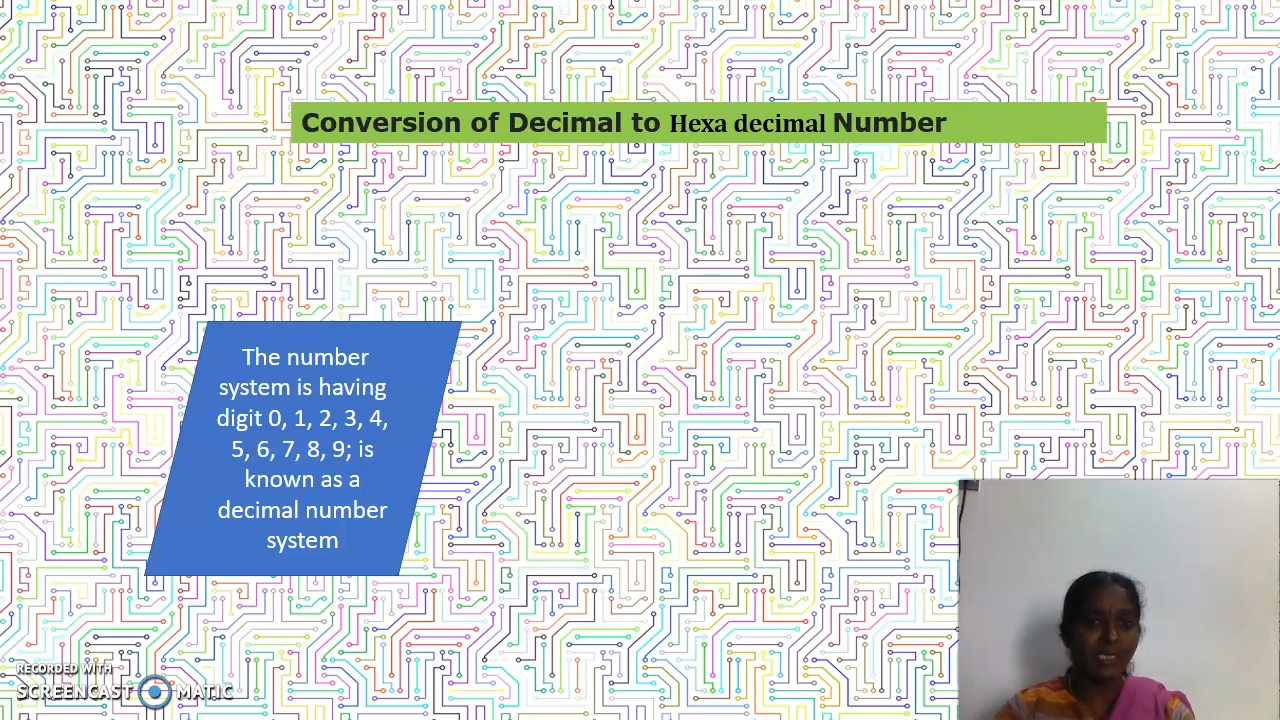 Conversion of Decimal to Hexa decimal Number
The number
system is having
digit 0, 1, 2, 3, 4,
5, 6, 7, 8, 9; is
known as a
decimal number
system
RECORDED WITH
SCREENCAST MATIC